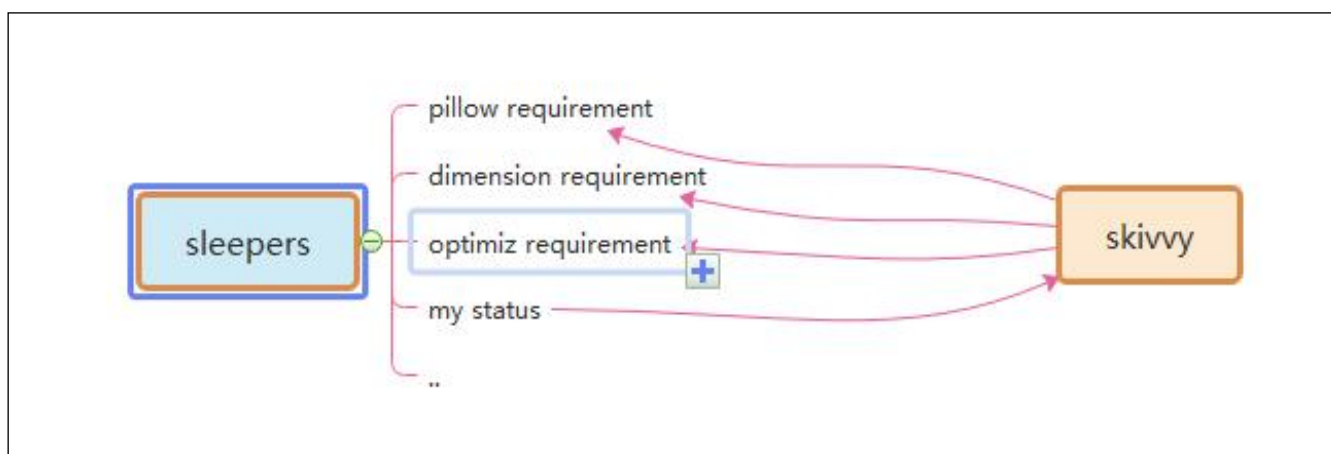 pillow requirement
dimension requirement
sleepers
optimiz requirement
skivvy
my status
..